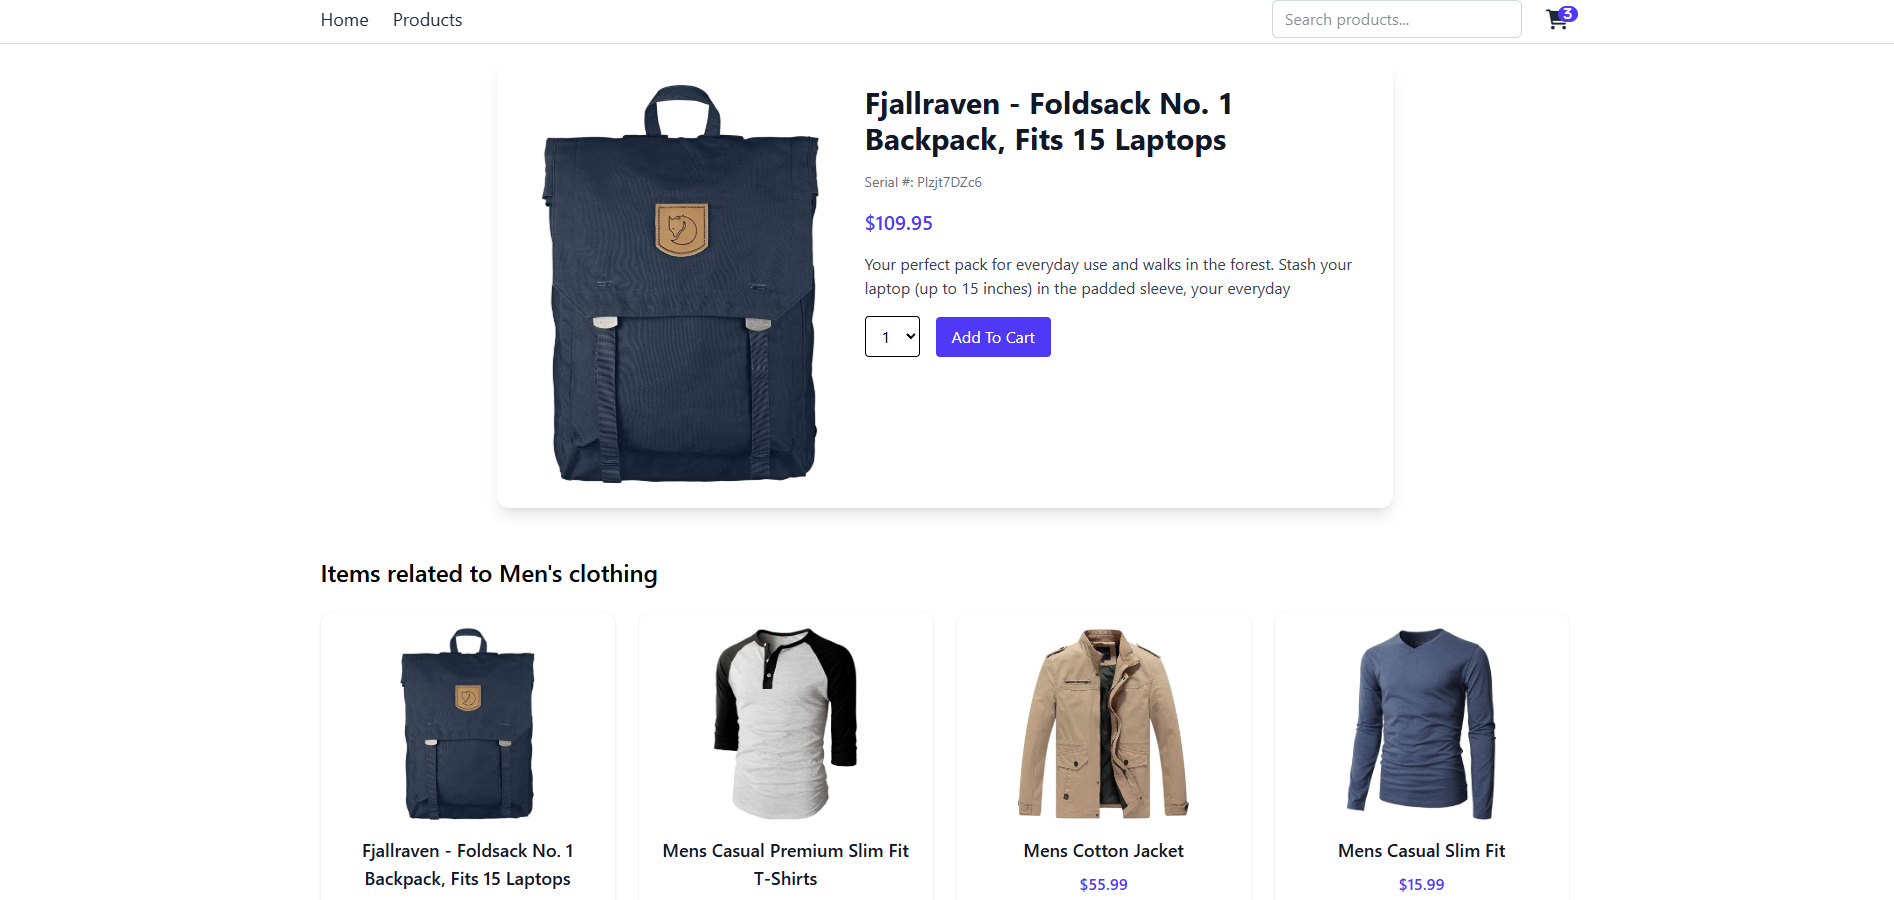 Home Products Search products... 3
Fjallraven - Foldsack No. 1
Backpack, Fits 15 Laptops
Serial #: PIzjt7DZc6
$109.95
Your perfect pack for everyday use and walks in the forest. Stash your
laptop (up to 15 inches) in the padded sleeve, your everyday
1 Add To Cart
Items related to Men's clothing
Fjallraven - Foldsack No. 1
Backpack, Fits 15 Laptops
Mens Casual Premium Slim Fit
T-Shirts
Mens Cotton Jacket
$55.99
Mens Casual Slim Fit
$15.99